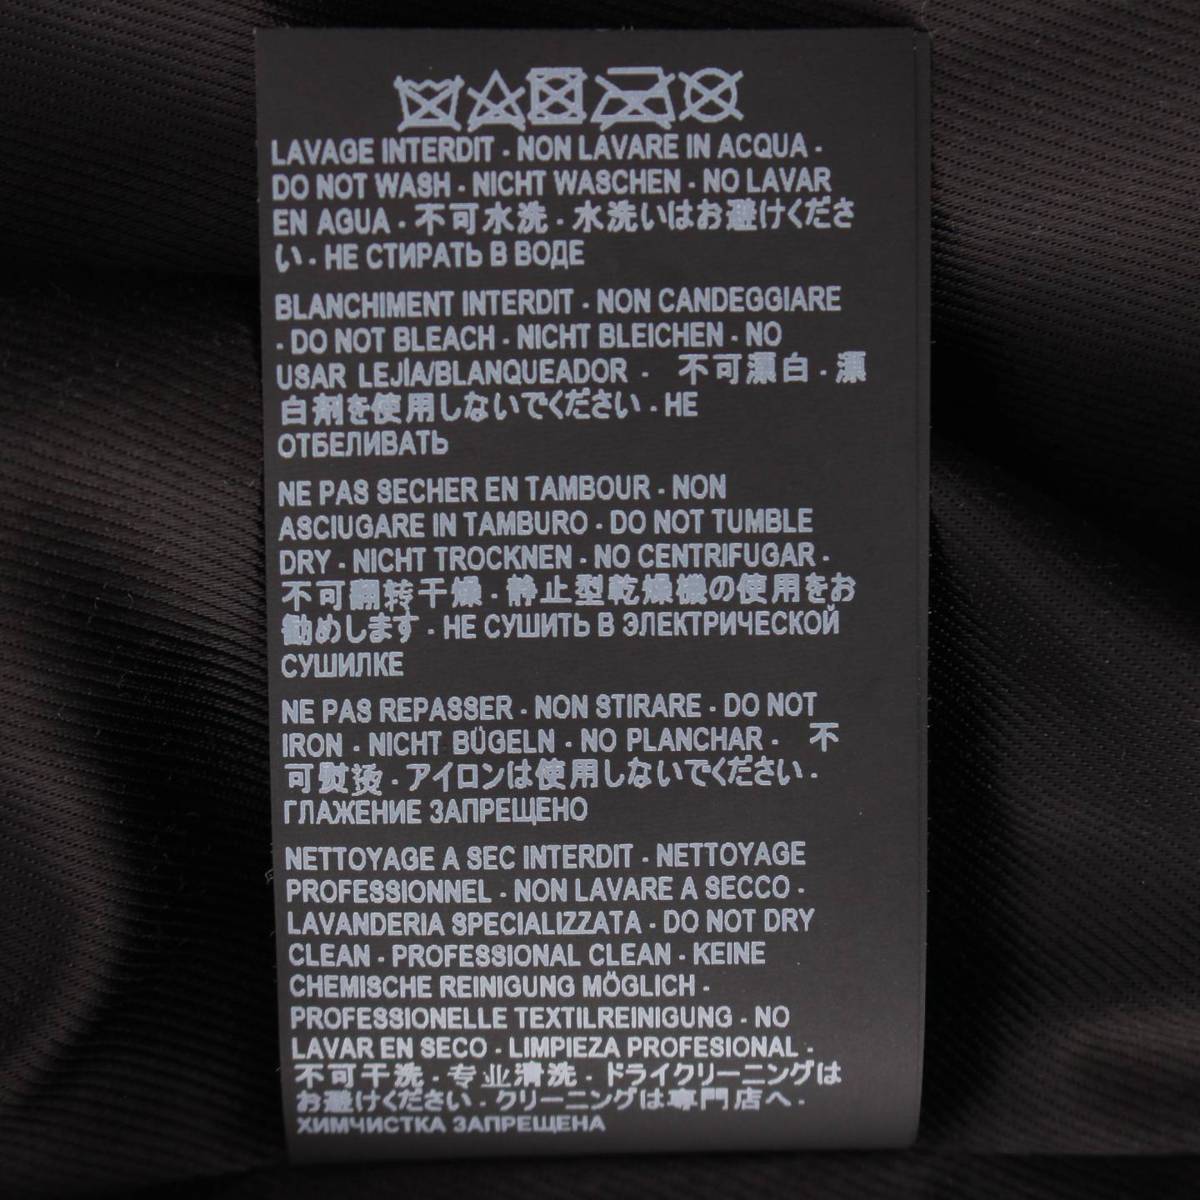 LAVAGE INTERDIT - NON LAVARE IN ACQUA -
DO NOT WASH - NICHT WASCHEN - NO LAVAR
EN AGUA - 不可水洗 - 水洗いはお避けくださ
い - НЕ СТИРАТЬ В ВОДЕ
BLANCHIMENT INTERDIT - NON CANDEGGIARE
- DO NOT BLEACH - NICHT BLEICHEN - NO
USAR LEJÍA/BLANQUEADOR - 不可漂白 - 漂
白剤を使用しないでください - НЕ
ОТБЕЛИВАТЬ
NE PAS SECHER EN TAMBOUR - NON
ASCIUGARE IN TAMBURO - DO NOT TUMBLE
DRY - NICHT TROCKNEN - NO CENTRIFUGAR -
不可翻转干燥 - 静止型乾燥機の使用をお
勧めします - НЕ СУШИТЬ В ЭЛЕКТРИЧЕСКОЙ
СУШИЛКЕ
NE PAS REPASSER - NON STIRARE - DO NOT
IRON - NICHT BÜGELN - NO PLANCHAR - 不
可熨烫 - アイロンは使用しないでください -
ГЛАЖЕНИЕ ЗАПРЕЩЕНО
NETTOYAGE A SEC INTERDIT - NETTOYAGE
PROFESSIONNEL - NON LAVARE A SECCO -
LAVANDERIA SPECIALIZZATA - DO NOT DRY
CLEAN - PROFESSIONAL CLEAN - KEINE
CHEMISCHE REINIGUNG MÖGLICH -
PROFESSIONELLE TEXTILREINIGUNG - NO
LAVAR EN SECO - LIMPIEZA PROFESIONAL -
不可干洗 - 专业清洗 - ドライクリーニングは
お避けください - クリーニングは専門店へ -
ХИМЧИСТКА ЗАПРЕЩЕНА